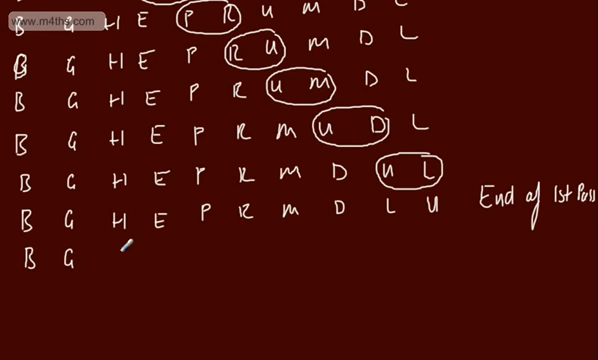 www.m4ths.com
B G H E P R U M D L
B G H E P R U M D L
B G H E P R U M D L
B G H E P R M U D L
B G H E P R M D U L
B G H E P R M D L U End of 1st Pass
B G